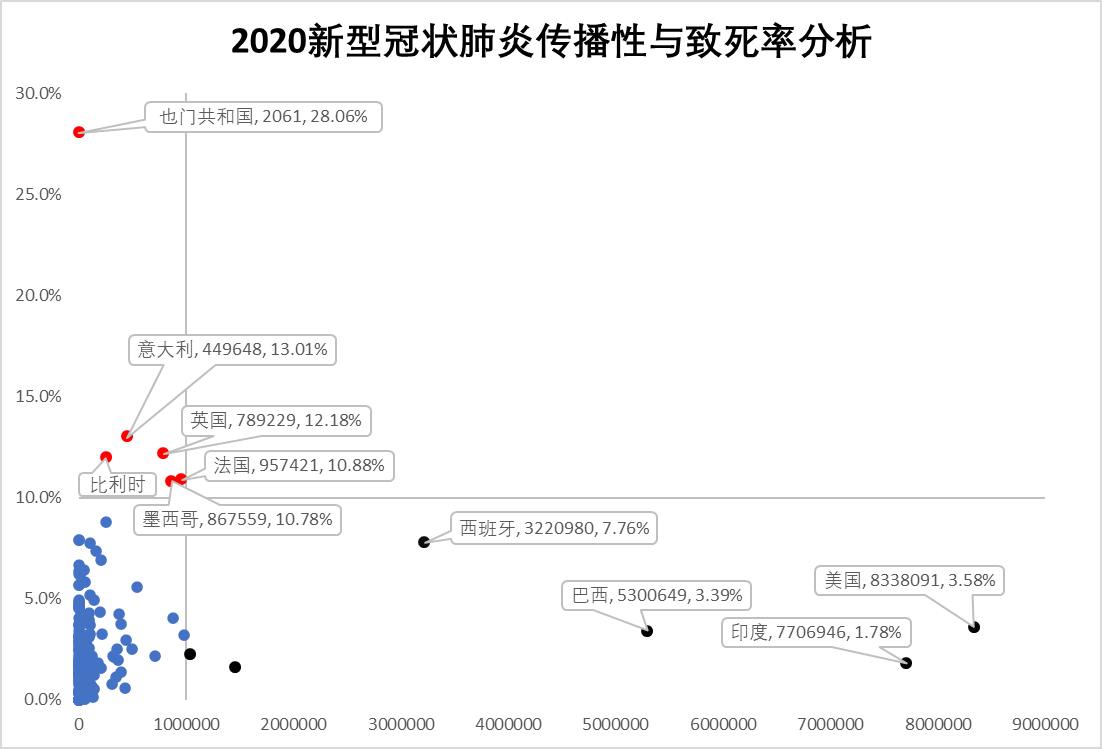 2020新型冠状肺炎传播性与致死率分析
30.0%
也门共和国, 2061, 28.06%
25.0%
20.0%
意大利, 449648, 13.01%
15.0%
英国, 789229, 12.18%
法国, 957421, 10.88%
比利时
10.0%
墨西哥, 867559, 10.78%
西班牙, 3220980, 7.76%
美国, 8338091, 3.58%
巴西, 5300649, 3.39%
5.0%
印度, 7706946, 1.78%
0.0%
0 1000000 2000000 3000000 4000000 5000000 6000000 7000000 8000000 9000000